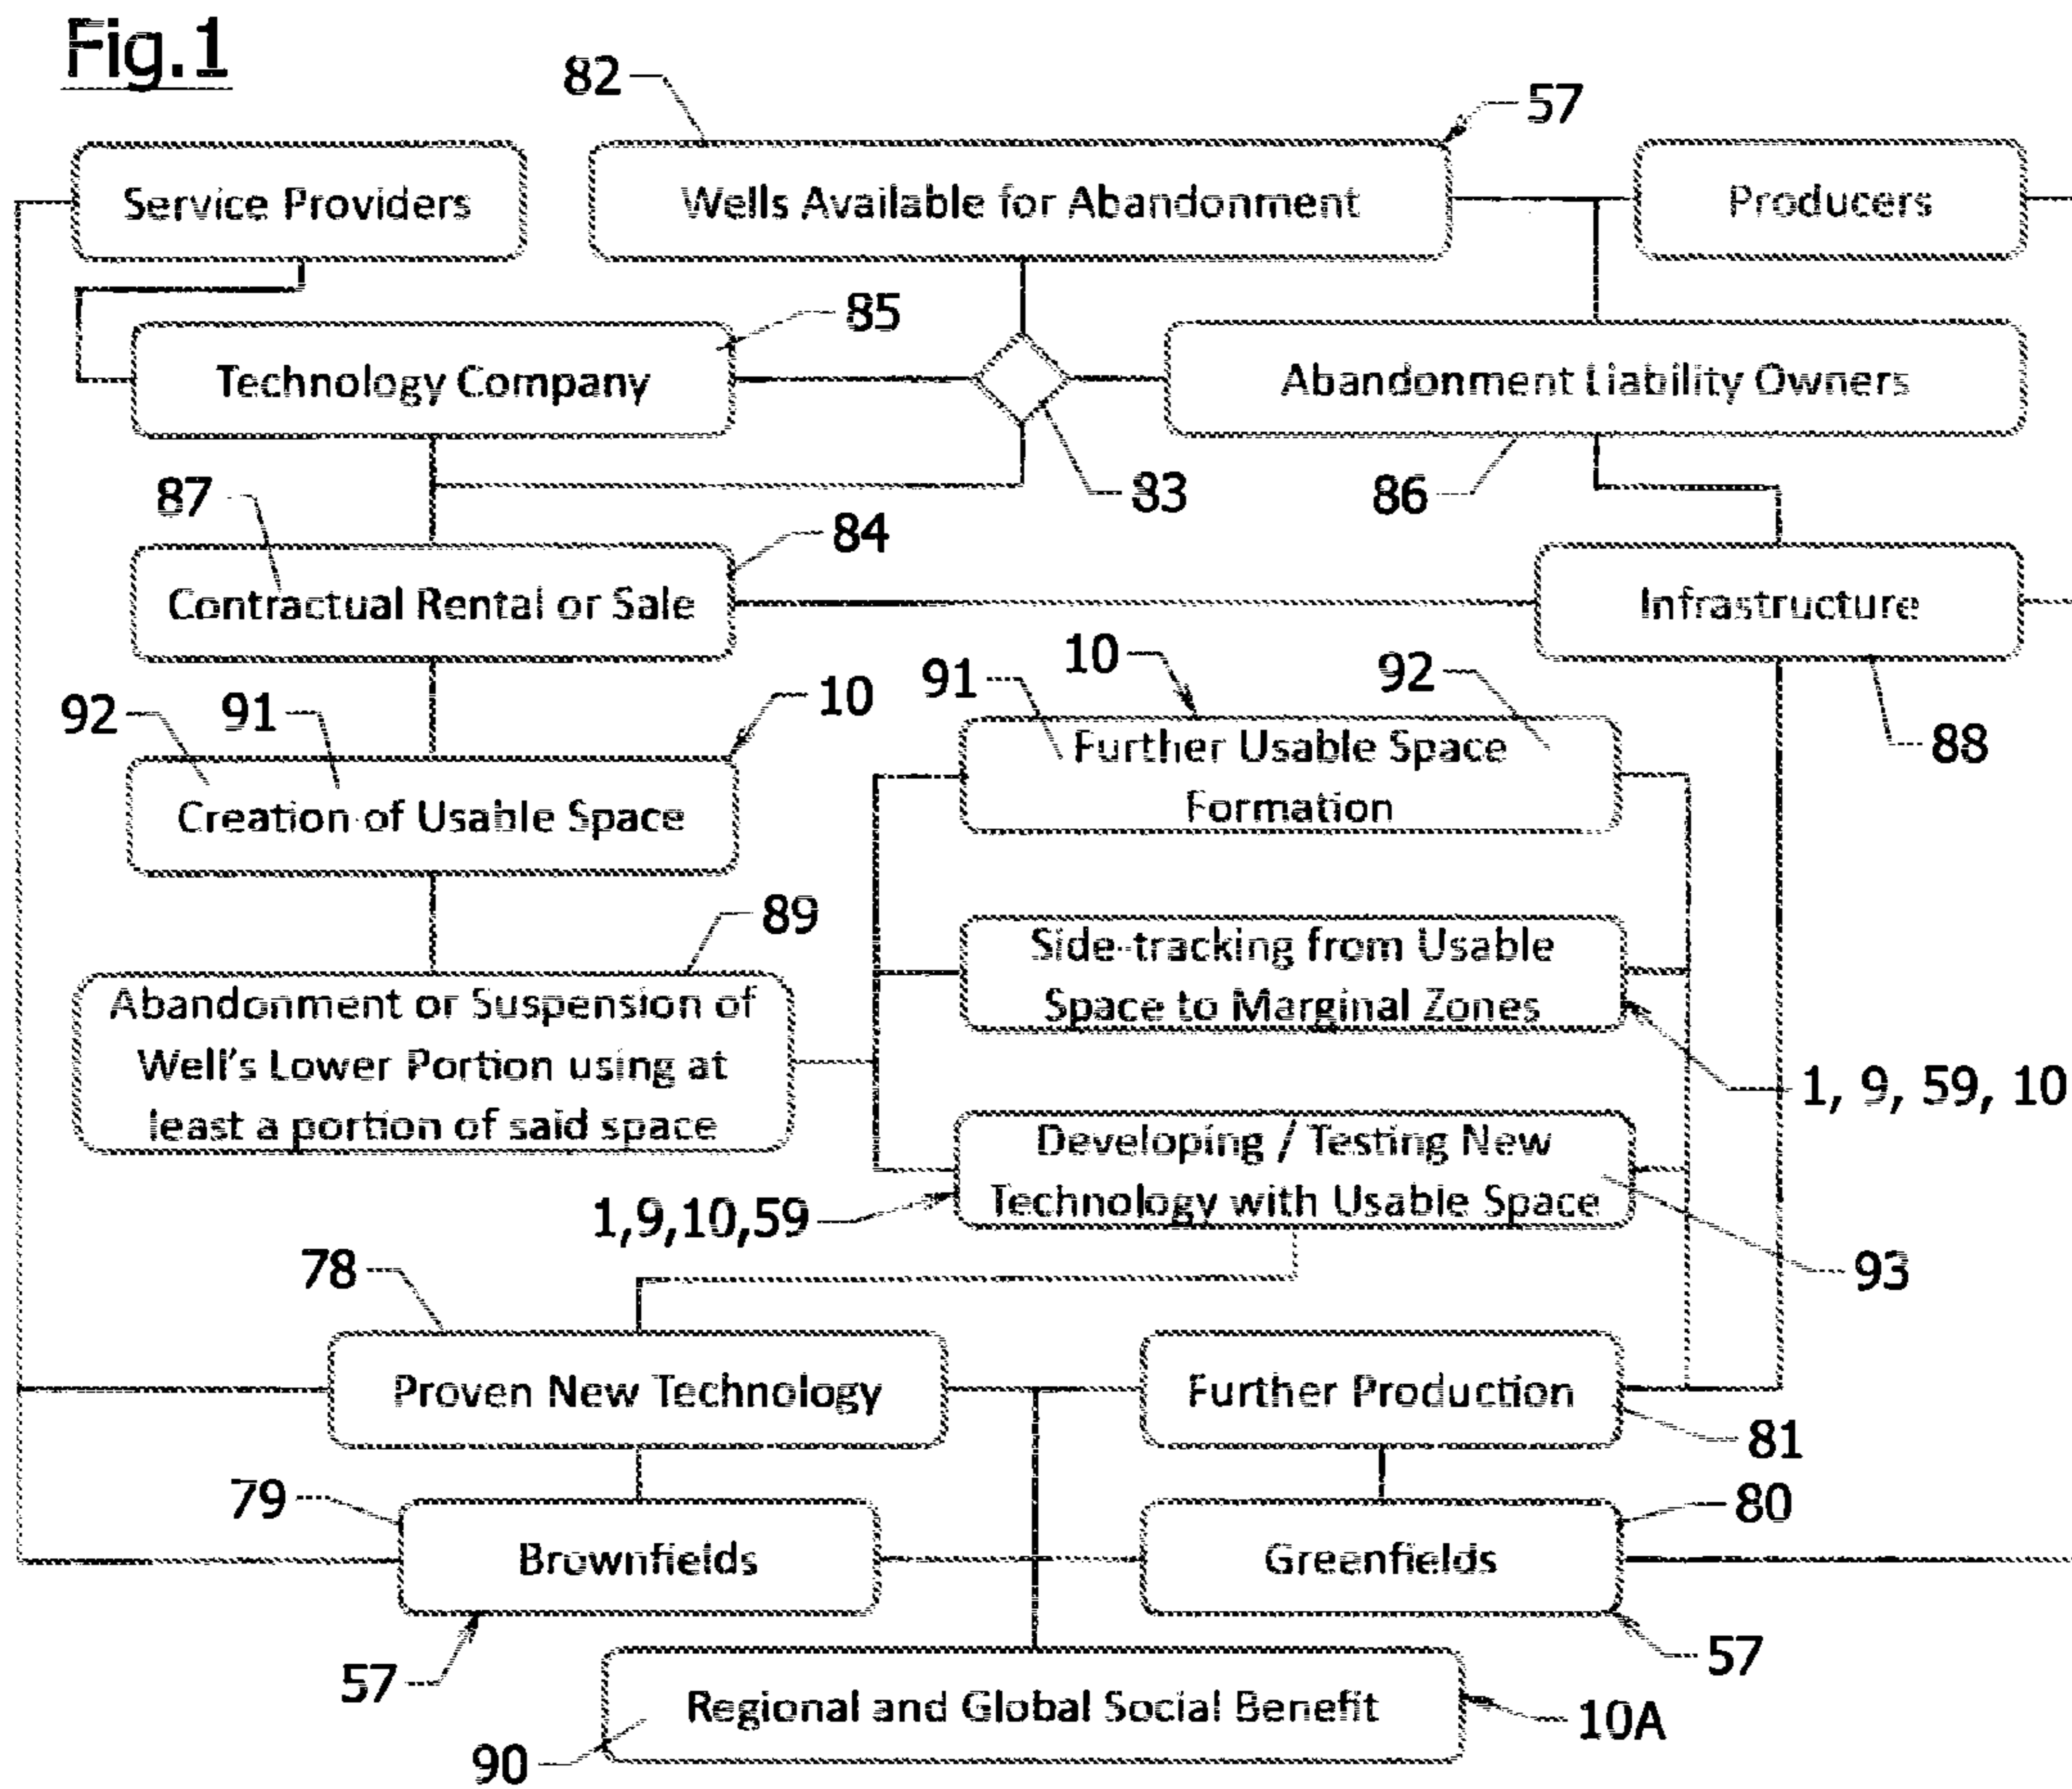 Fig.1
82
57
Service Providers
Wells Available for Abandonment
Producers
85
Technology Company
Abandonment Liability Owners
87
83
86
84
Contractual Rental or Sale
Infrastructure
10
91
92
88
92
91
10
Further Usable Space
Formation
Creation of Usable Space
89
Side-tracking from Usable
Space to Marginal Zones
Abandonment or Suspension of
Well's Lower Portion using at
least a portion of said space
1, 9, 59, 10
Developing / Testing New
Technology with Usable Space
1,9,10,59
93
78
Proven New Technology
Further Production
81
79
80
Brownfields
Greenfields
57
57
Regional and Global Social Benefit
10A
90